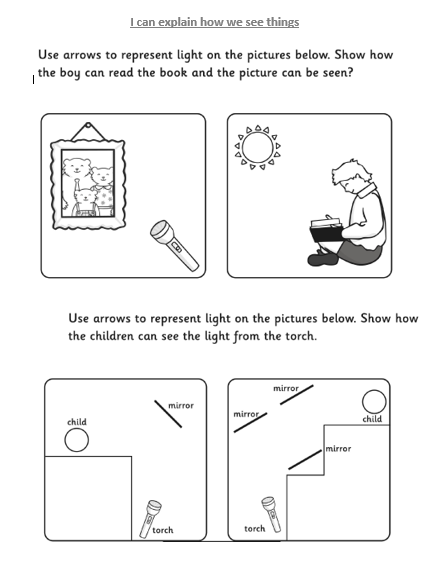 I can explain how we see things
Use arrows to represent light on the pictures below. Show how
the boy can read the book and the picture can be seen?
Use arrows to represent light on the pictures below. Show how
the children can see the light from the torch.
child
mirror
torch
mirror
mirror
child
mirror
torch